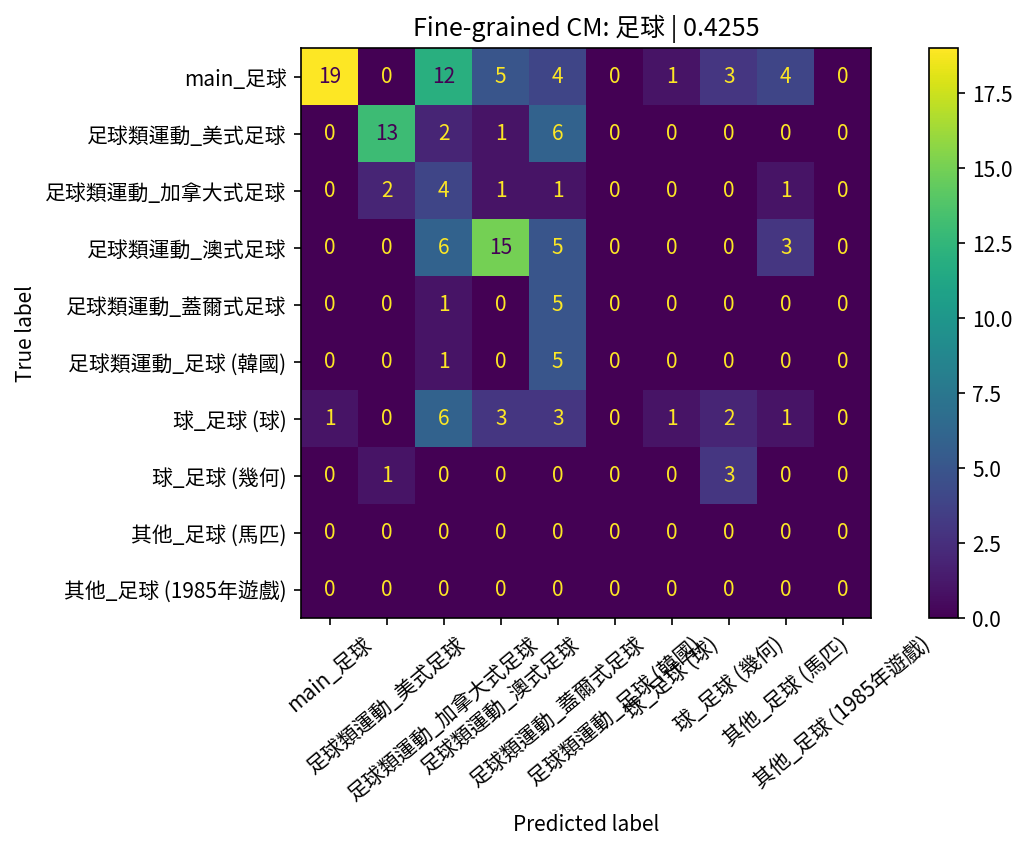 Fine-grained CM: 足球 | 0.4255
True label
main_足球 19 0 12 5 4 0 1 3 4 0
足球類運動_美式足球 0 13 2 1 6 0 0 0 0 0
足球類運動_加拿大式足球 0 2 4 1 1 0 0 0 1 0
足球類運動_澳式足球 0 0 6 15 5 0 0 0 3 0
足球類運動_蓋爾式足球 0 0 1 0 5 0 0 0 0 0
足球類運動_足球 (韓國) 0 0 1 0 5 0 0 0 0 0
球_足球 (球) 1 0 6 3 3 0 1 2 1 0
球_足球 (幾何) 0 1 0 0 0 0 0 3 0 0
其他_足球 (馬匹) 0 0 0 0 0 0 0 0 0 0
其他_足球 (1985年遊戲) 0 0 0 0 0 0 0 0 0 0
main_足球
足球類運動_美式足球
足球類運動_加拿大式足球
足球類運動_澳式足球
足球類運動_蓋爾式足球
足球類運動_足球 (韓國)
球_足球 (球)
球_足球 (幾何)
其他_足球 (馬匹)
其他_足球 (1985年遊戲)
Predicted label
17.5
15.0
12.5
10.0
7.5
5.0
2.5
0.0